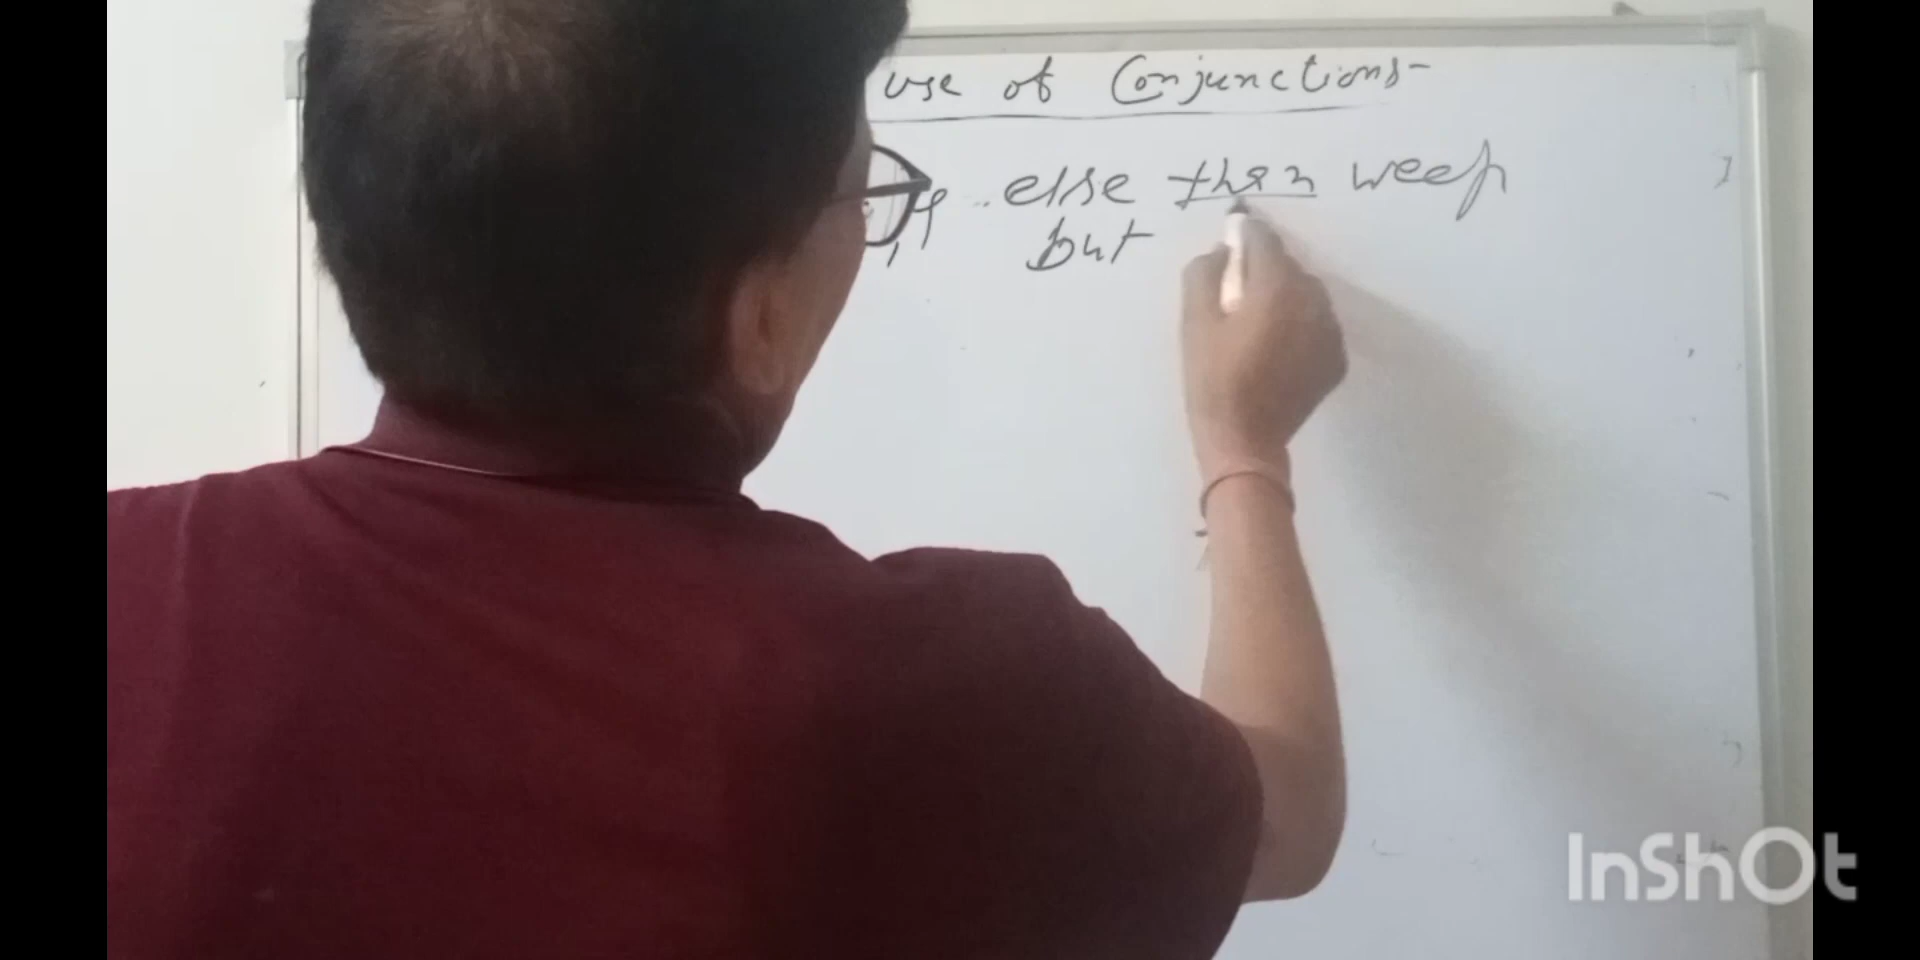 use of Conjunctions-
else than weep
but
InShOt